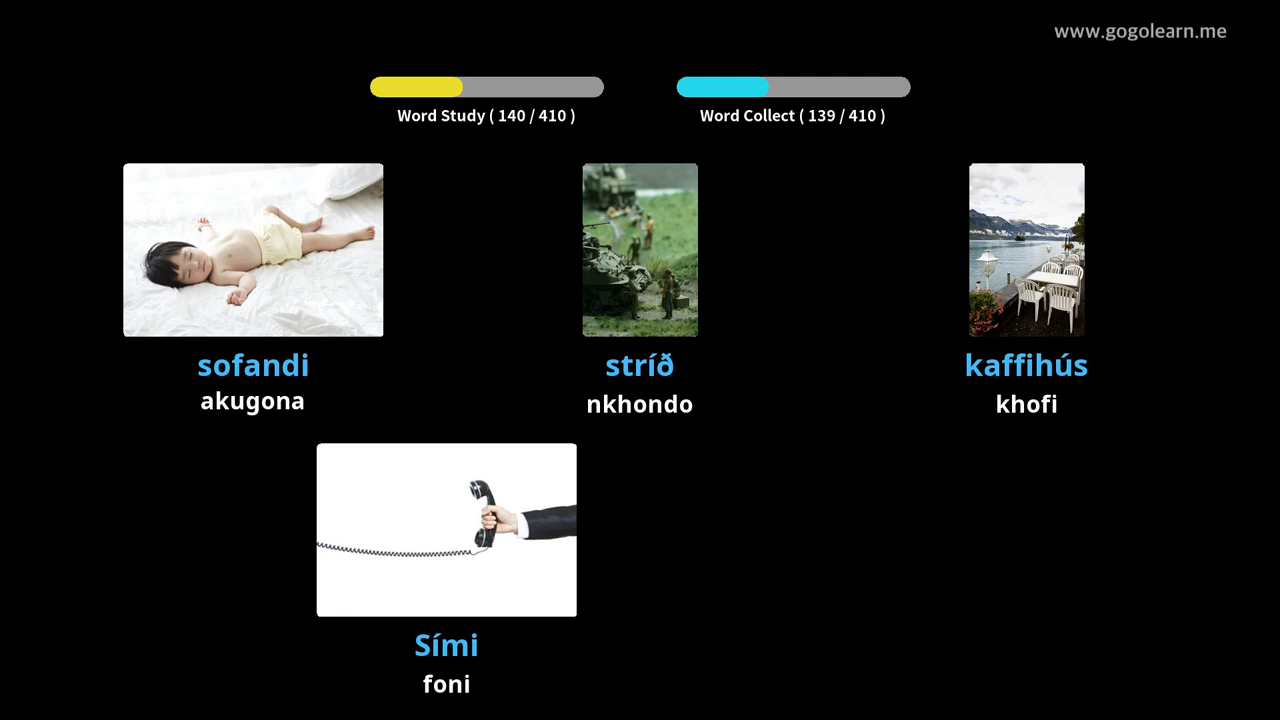 www.gogolearn.me
Word Study ( 140 / 410 )
Word Collect ( 139 / 410 )
sofandi
akugona
stríð
nkhondo
kaffihús
khofi
Sími
foni